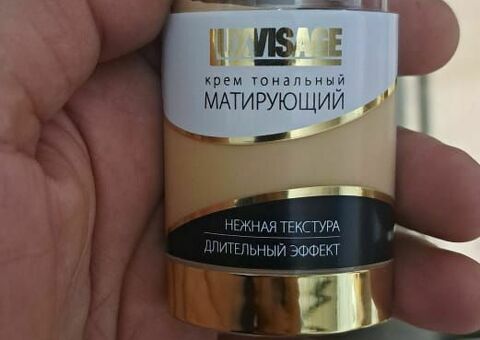 LUXVISAGE
крем тональный
МАТИРУЮЩИЙ
НЕЖНАЯ ТЕКСТУРА
ДЛИТЕЛЬНЫЙ ЭФФЕКТ